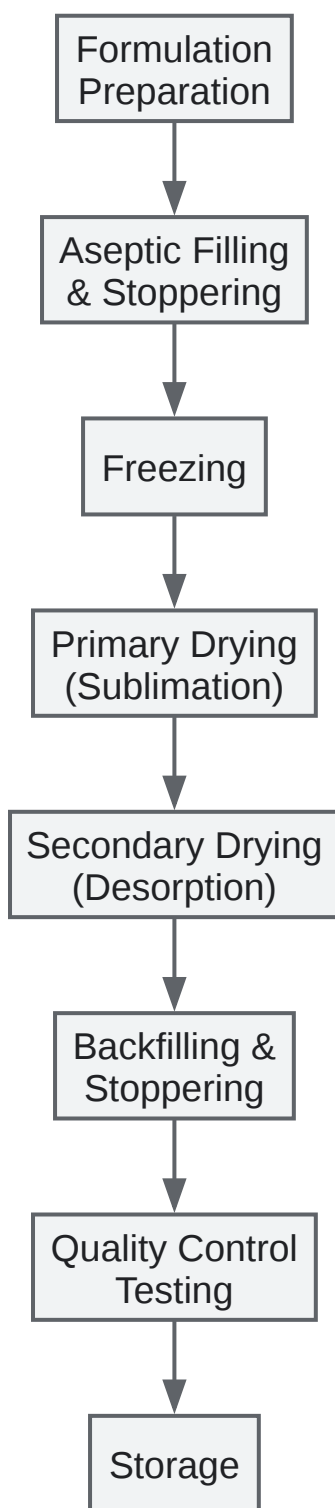 Formulation
Preparation
Aseptic Filling
& Stoppering
Freezing
Primary Drying
(Sublimation)
Secondary Drying
(Desorption)
Backfilling &
Stoppering
Quality Control
Testing
Storage